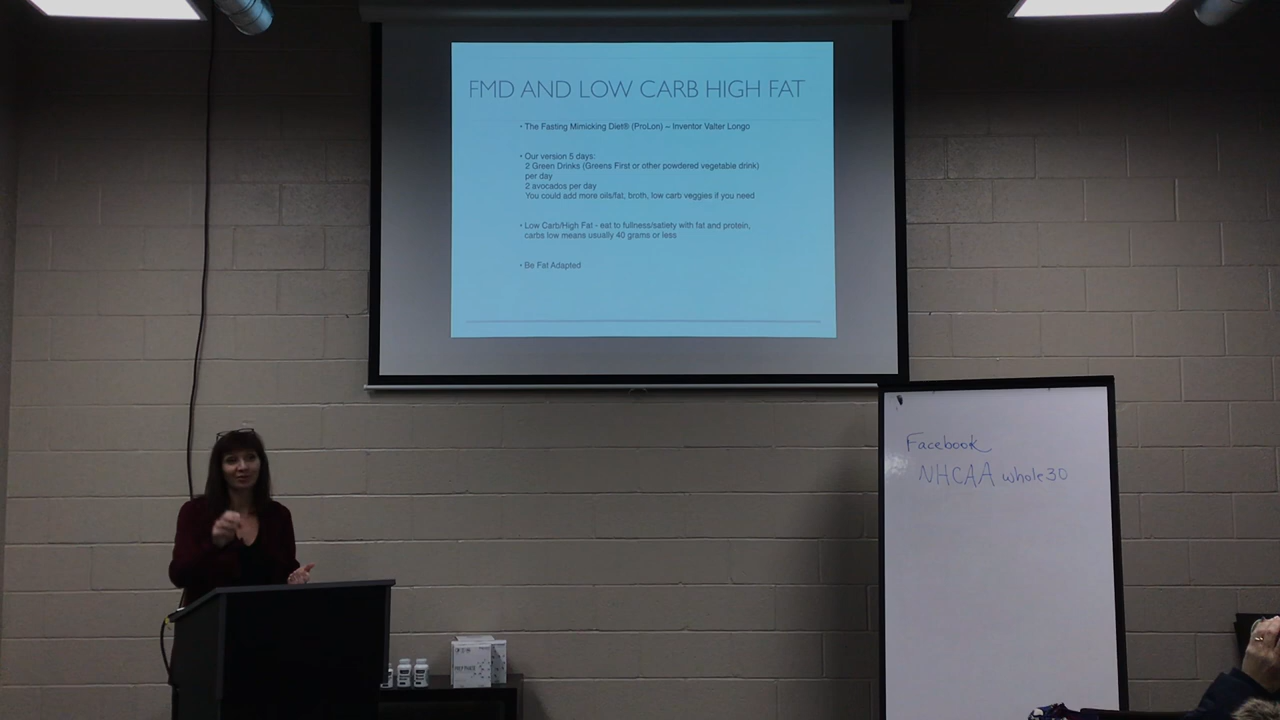 FMD AND LOW CARB HIGH FAT
• The Fasting Mimicking Diet® (ProLon) – Inventor Valter Longo
• Our version 5 days:
2 Green Drinks (Greens First or other powdered vegetable drink)
per day
2 avocados per day
You could add more oils/fat, broth, low carb veggies if you need
• Low Carb/High Fat - eat to fullness/satiety with fat and protein,
carbs low means usually 40 grams or less
• Be Fat Adapted
Facebook
NHCAA whole30